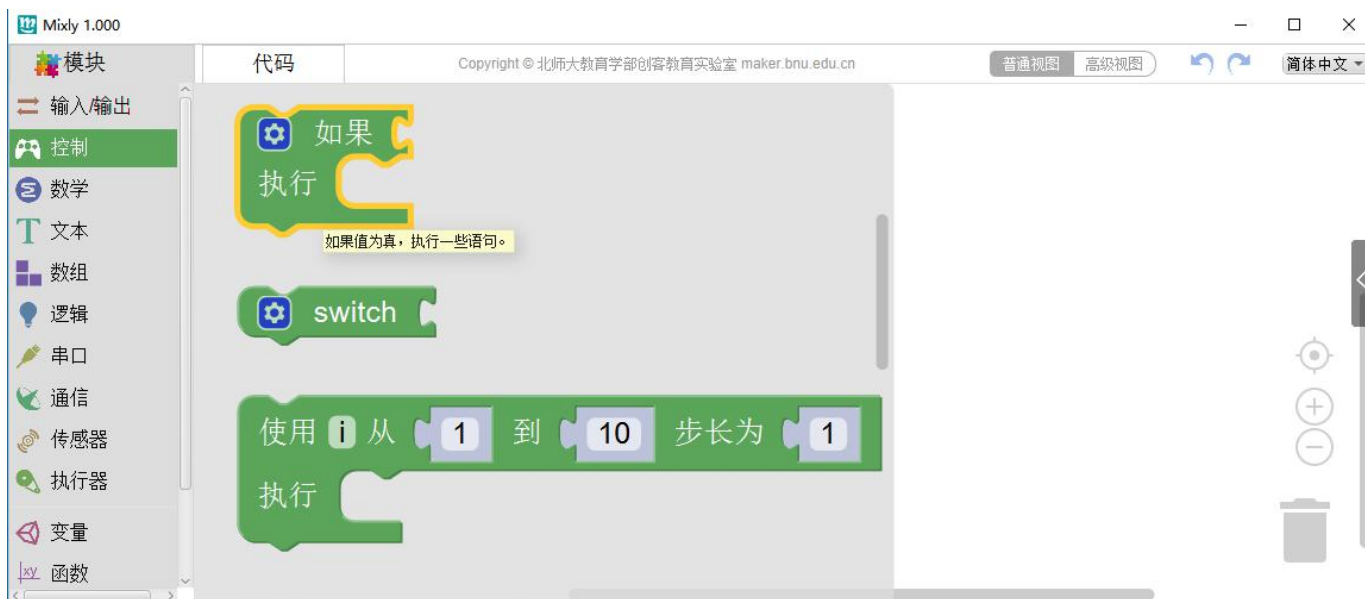 Mixly 1.000
模块
代码
Copyright © 北师大教育学部创客教育实验室 maker.bnu.edu.cn
普通视图 高级视图
简体中文
输入/输出
控制
数学
文本
数组
逻辑
串口
通信
传感器
执行器
变量
xy 函数
如果
执行
如果值为真，执行一些语句。
switch
使用 i 从 1 到 10 步长为 1
执行